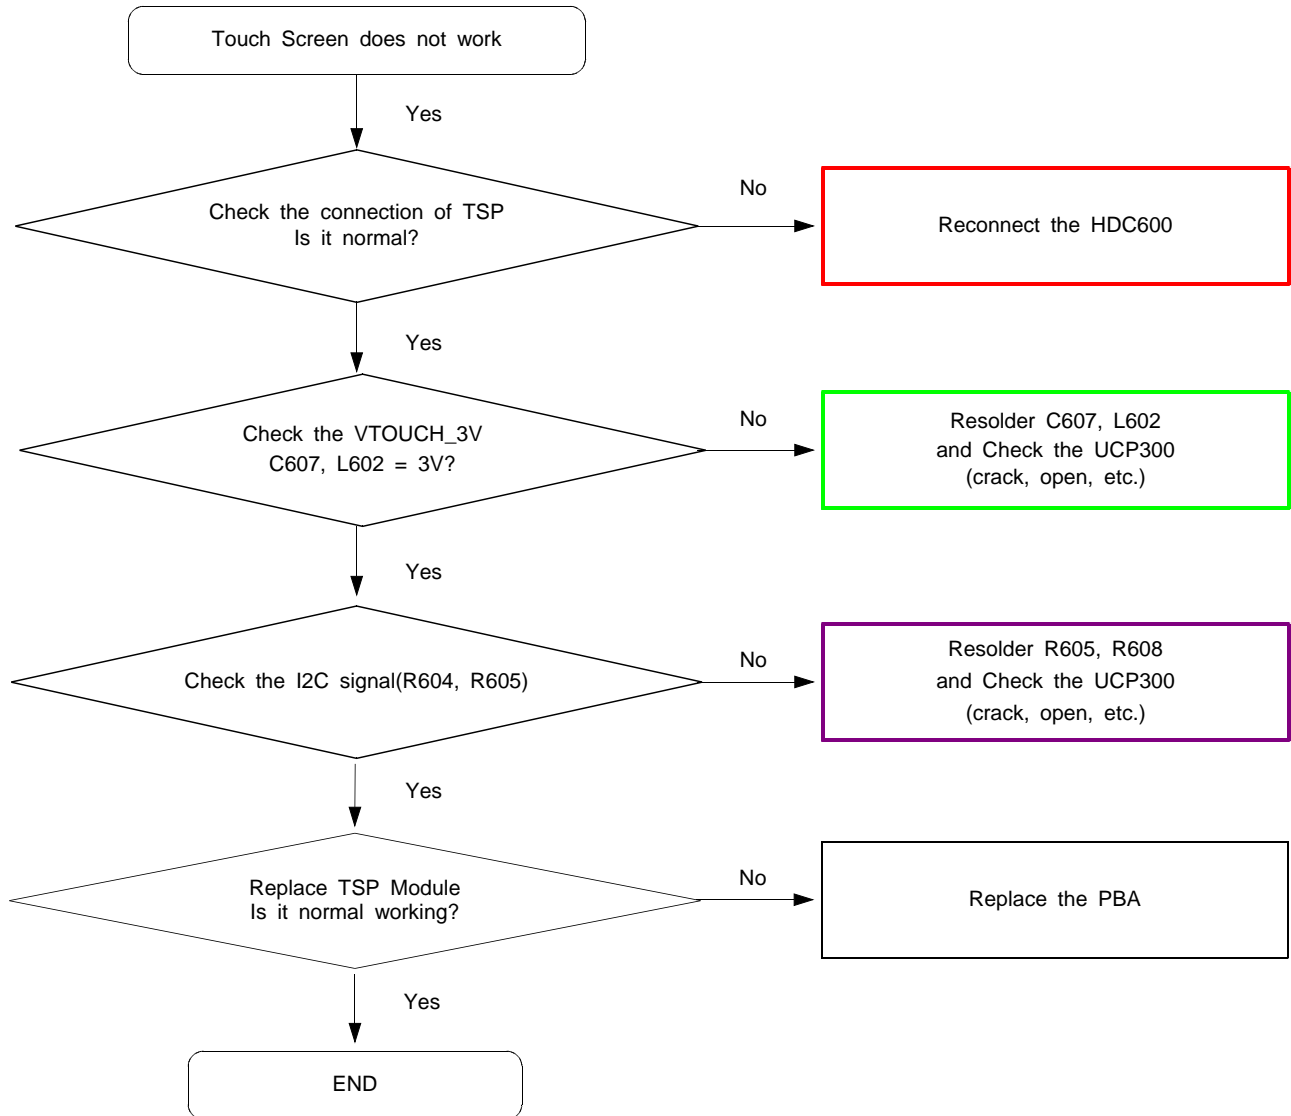 Touch Screen does not work
Yes
Check the connection of TSP
Is it normal?
No
Reconnect the HDC600
Yes
Check the VTOUCH_3V
C607, L602 = 3V?
No
Resolder C607, L602
and Check the UCP300
(crack, open, etc.)
Yes
Check the I2C signal(R604, R605)
No
Resolder R605, R608
and Check the UCP300
(crack, open, etc.)
Yes
Replace TSP Module
Is it normal working?
No
Replace the PBA
Yes
END